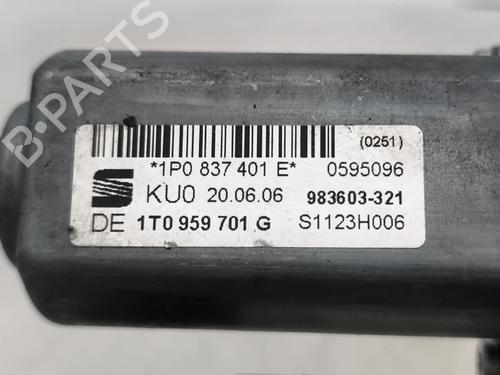 (0251)
*1P0 837 401 E* 0595096
KU0 20.06.06 983603-321
DE 1T0 959 701 G S1123H006
B-PARTS